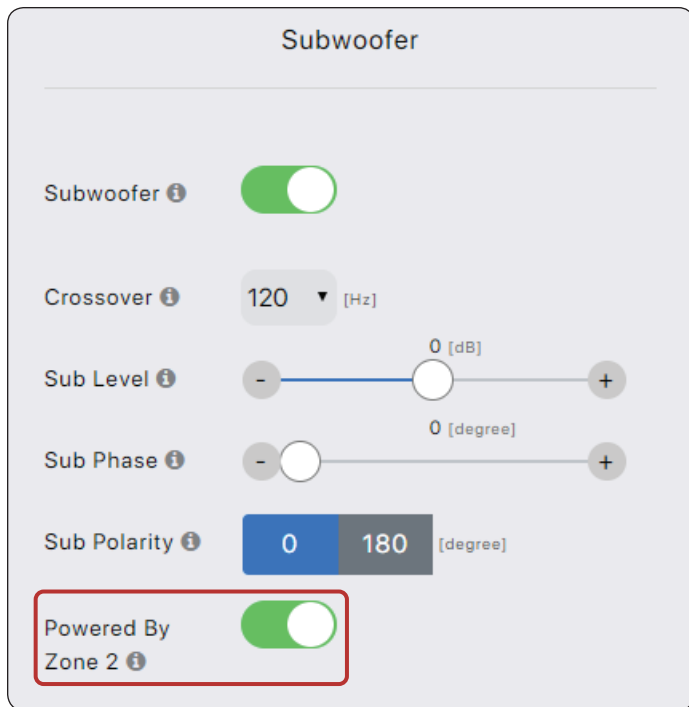 Subwoofer
Subwoofer
Crossover 120 [Hz]
0 [dB]
Sub Level - +
0 [degree]
Sub Phase - +
Sub Polarity 0 180 [degree]
Powered By
Zone 2